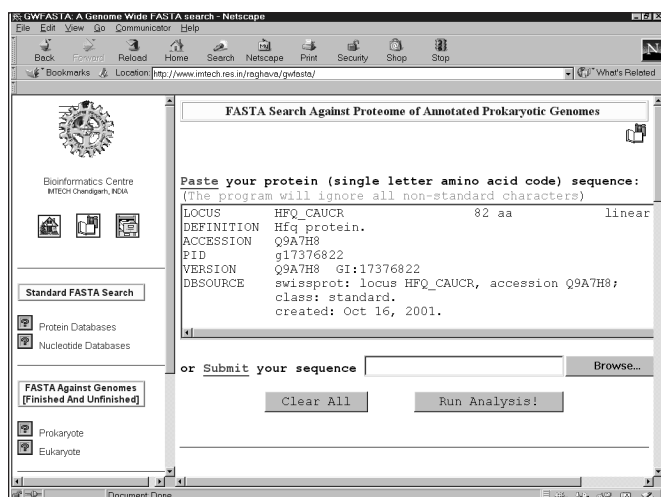 GWFASTA: A Genome Wide FASTA search - Netscape
File Edit View Go Communicator Help
Back Forward Reload Home Search Netscape Print Security Shop Stop
Bookmarks Location: http://www.imtech.res.in/raghava/gwfasta/ What's Related
FASTA Search Against Proteome of Annotated Prokaryotic Genomes
Bioinformatics Centre
IMTECH Chandigarh, INDIA
Paste your protein (single letter amino acid code) sequence:
(The program will ignore all non-standard characters)
LOCUS HFQ_CAUCR 82 aa linear
DEFINITION Hfq protein.
ACCESSION Q9A7H8
PID g17376822
VERSION Q9A7H8 GI:17376822
DBSOURCE swissprot: locus HFQ_CAUCR, accession Q9A7H8;
class: standard.
created: Oct 16, 2001.
Standard FASTA Search
Protein Databases
Nucleotide Databases
or Submit your sequence Browse...
Clear All Run Analysis!
FASTA Against Genomes
[Finished And Unfinished]
Prokaryote
Eukaryote
Document Done